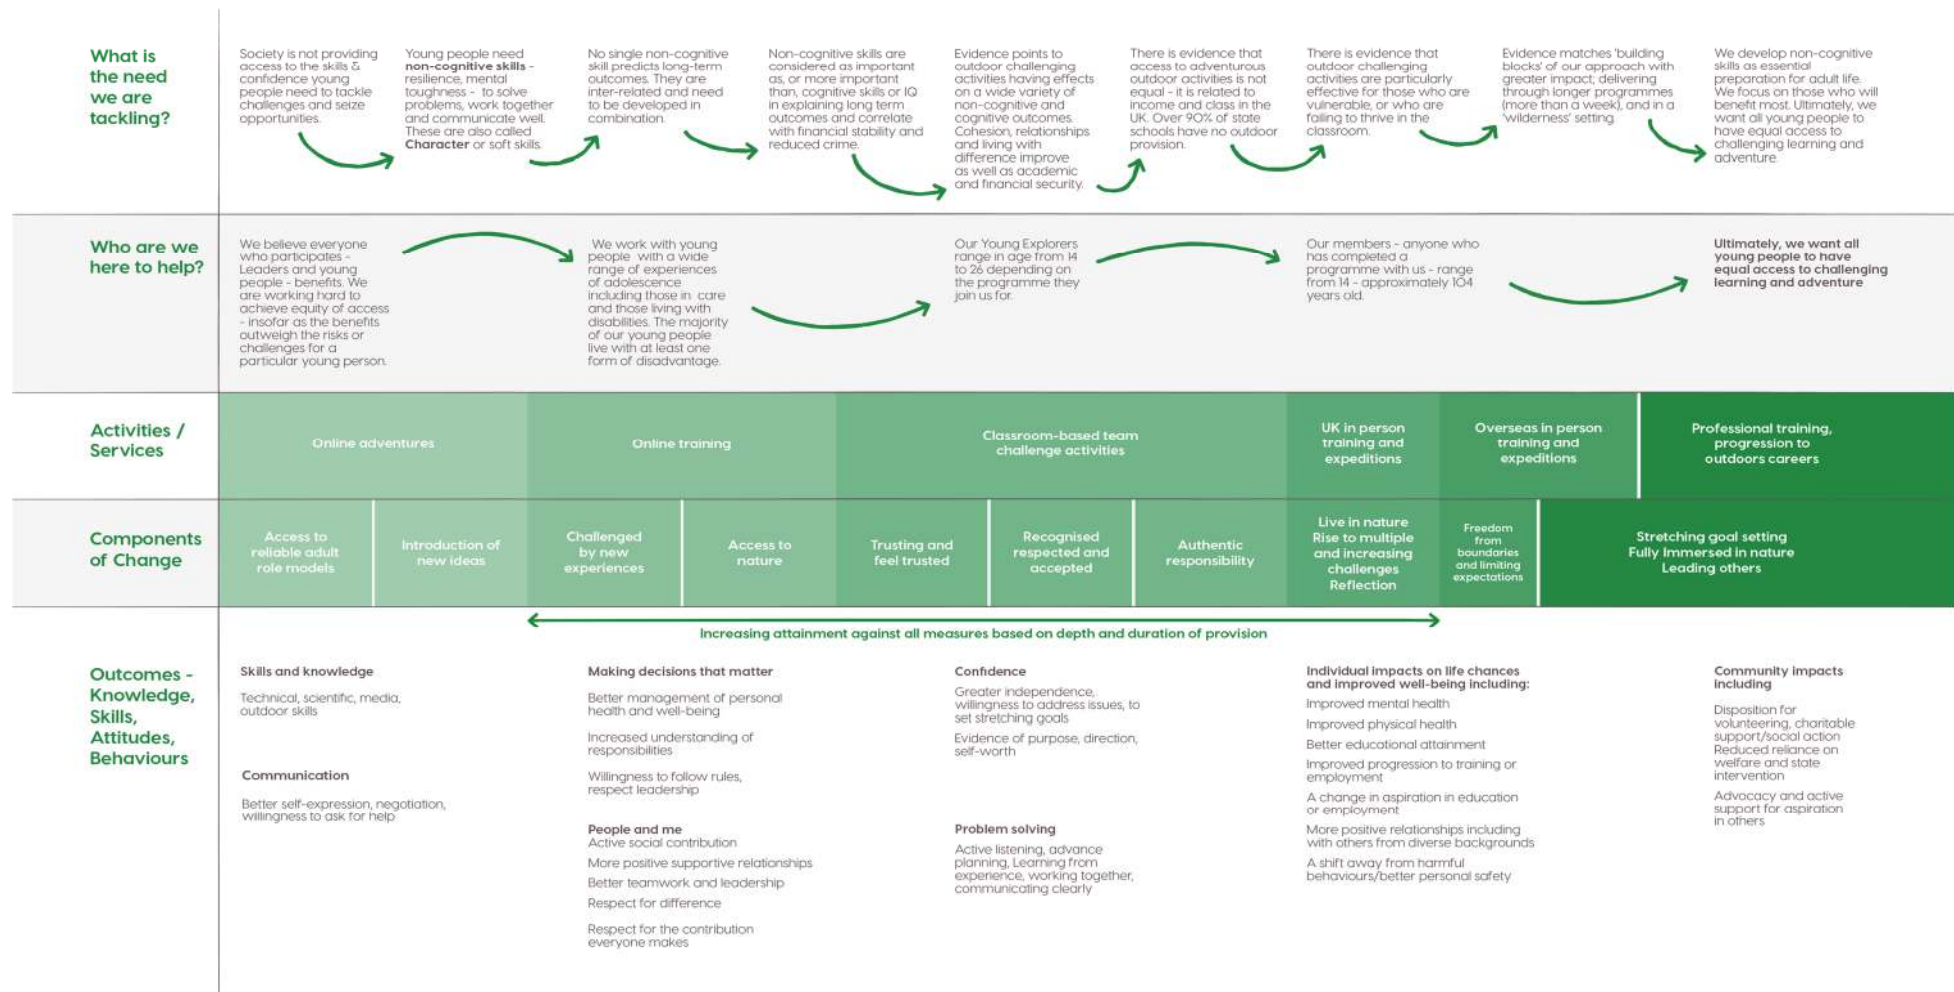 What is
the need
we are
tackling?
Society is not providing
access to the skills &
confidence young
people need to tackle
challenges and seize
opportunities.
Young people need
non-cognitive skills -
resilience, mental
toughness - to solve
problems, work together
and communicate well.
These are also called
Character or soft skills.
No single non-cognitive
skill predicts long-term
outcomes. They are
inter-related and need
to be developed in
combination.
Non-cognitive skills are
considered as important
as, or more important
than, cognitive skills or IQ
in explaining long term
outcomes and correlate
with financial stability and
reduced crime.
Evidence points to
outdoor challenging
activities having effects
on a wide variety of
non-cognitive and
cognitive outcomes.
Cohesion, relationships
and living with
difference improve
as well as academic
and financial security.
There is evidence that
access to adventurous
outdoor activities is not
equal - it is related to
income and class in the
UK. Over 90% of state
schools have no outdoor
provision.
There is evidence that
outdoor challenging
activities are particularly
effective for those who are
vulnerable, or who are
failing to thrive in the
classroom.
Evidence matches 'building
blocks' of our approach with
greater impact; delivering
through longer programmes
(more than a week), and in a
'wilderness' setting.
We develop non-cognitive
skills as essential
preparation for adult life.
We focus on those who will
benefit most. Ultimately, we
want all young people to
have equal access to
challenging learning and
adventure.
Who are we
here to help?
We believe everyone
who participates -
Leaders and young
people - benefits. We
are working hard to
achieve equity of access
- insofar as the benefits
outweigh the risks or
challenges for a
particular young person.
We work with young
people with a wide
range of experiences
of adolescence
including those in care
and those living with
disabilities. The majority
of our young people
live with at least one
form of disadvantage.
Our Young Explorers
range in age from 14
to 26 depending on
the programme they
join us for.
Our members - anyone who
has completed a
programme with us - range
from 14 - approximately 104
years old.
Ultimately, we want all
young people to have
equal access to challenging
learning and adventure
Activities /
Services
Online adventures
Online training
Classroom-based team
challenge activities
UK in person
training and
expeditions
Overseas in person
training and
expeditions
Professional training,
progression to
outdoors careers
Components
of Change
Access to
reliable adult
role models
Introduction of
new ideas
Challenged
by new
experiences
Access to
nature
Trusting and
feel trusted
Recognised
respected and
accepted
Authentic
responsibility
Live in nature
Rise to multiple
and increasing
challenges
Reflection
Freedom
from
boundaries
and limiting
expectations
Stretching goal setting
Fully Immersed in nature
Leading others
Increasing attainment against all measures based on depth and duration of provision
Outcomes -
Knowledge,
Skills,
Attitudes,
Behaviours
Skills and knowledge
Technical, scientific, media,
outdoor skills
Communication
Better self-expression, negotiation,
willingness to ask for help
Making decisions that matter
Better management of personal
health and well-being
Increased understanding of
responsibilities
Willingness to follow rules,
respect leadership
People and me
Active social contribution
More positive supportive relationships
Better teamwork and leadership
Respect for difference
Respect for the contribution
everyone makes
Confidence
Greater independence,
willingness to address issues, to
set stretching goals
Evidence of purpose, direction,
self-worth
Problem solving
Active listening, advance
planning, Learning from
experience, working together,
communicating clearly
Individual impacts on life chances
and improved well-being including:
Improved mental health
Improved physical health
Better educational attainment
Improved progression to training or
employment
A change in aspiration in education
or employment
More positive relationships including
with others from diverse backgrounds
A shift away from harmful
behaviours/better personal safety
Community impacts
including
Disposition for
volunteering, charitable
support/social action
Reduced reliance on
welfare and state
intervention
Advocacy and active
support for aspiration
in others